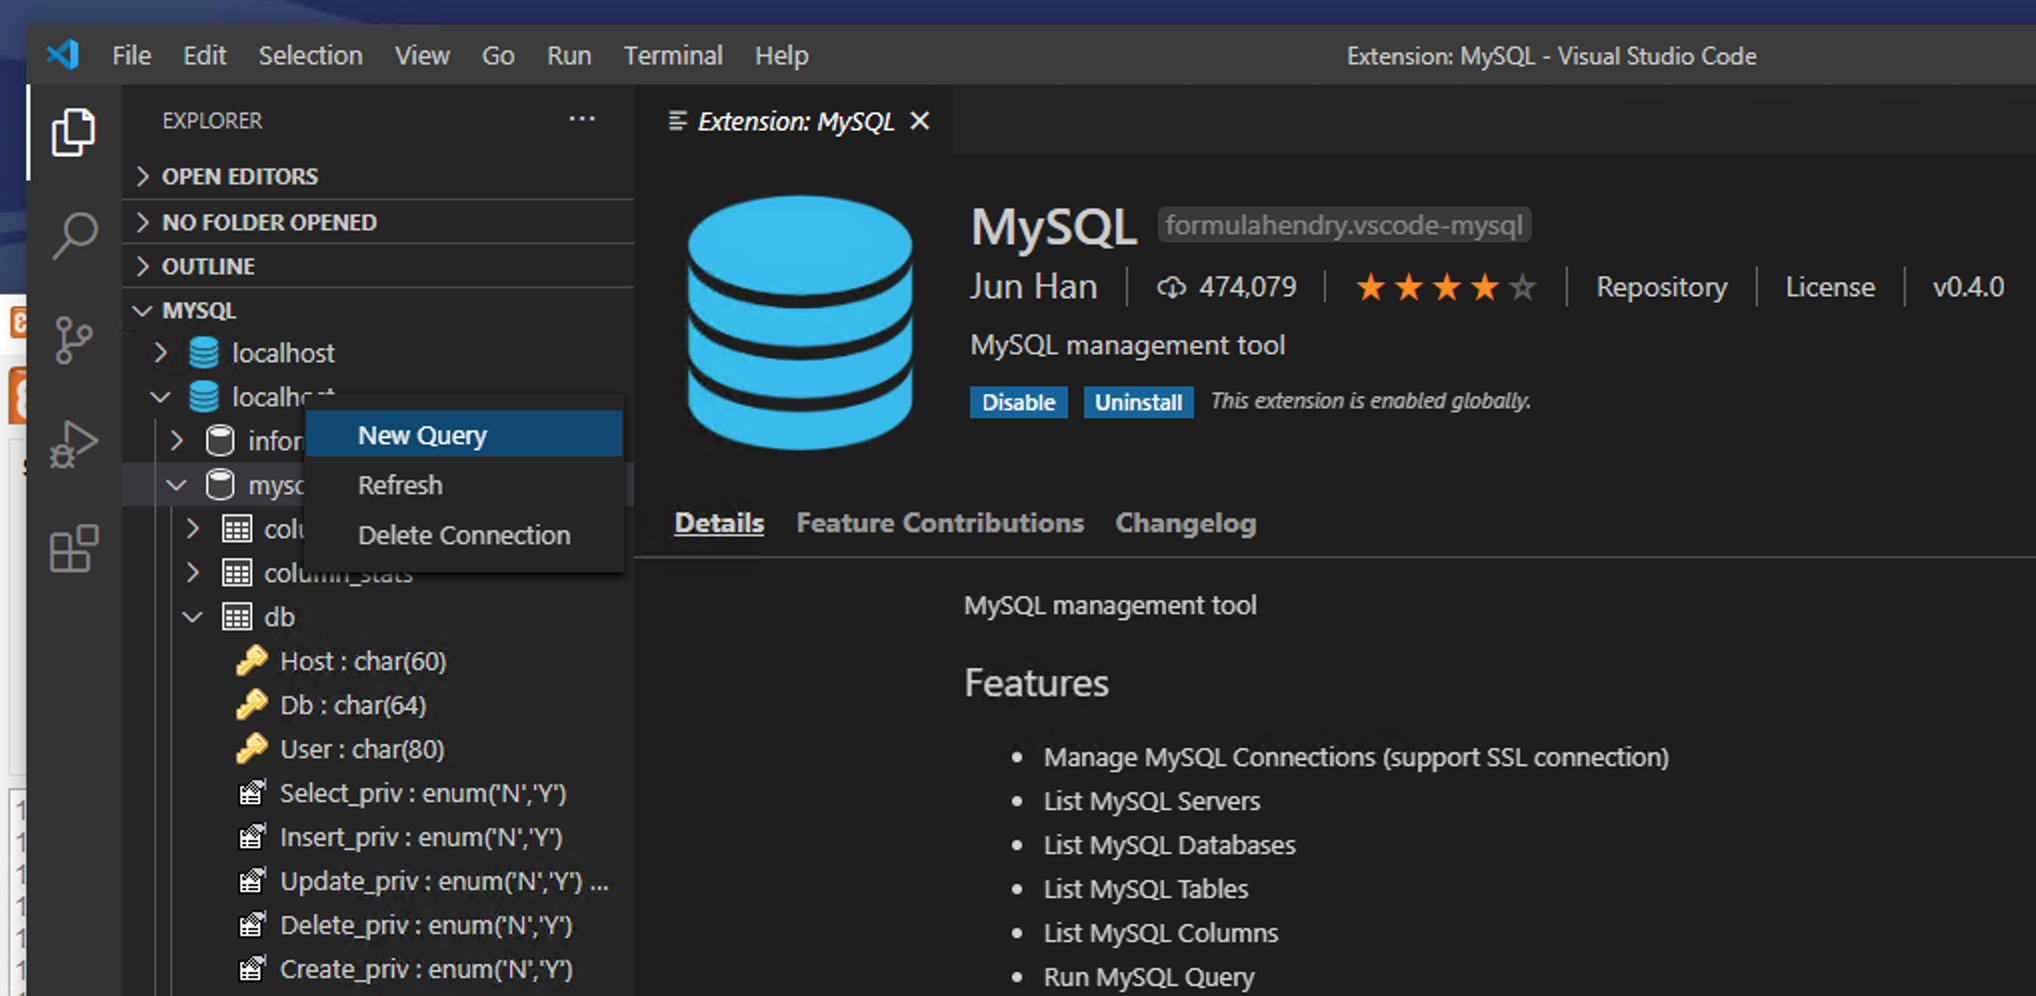 File Edit Selection View Go Run Terminal Help
Extension: MySQL - Visual Studio Code
EXPLORER
OPEN EDITORS
NO FOLDER OPENED
OUTLINE
MYSQL
localhost
localhost
infor
mysq
New Query
Refresh
Delete Connection
colu
column_stats
db
Host : char(60)
Db : char(64)
User : char(80)
Select_priv : enum('N','Y')
Insert_priv : enum('N','Y')
Update_priv : enum('N','Y') ...
Delete_priv : enum('N','Y')
Create_priv : enum('N','Y')
Extension: MySQL
MySQL formulahendry.vscode-mysql
Jun Han 474,079 Repository License v0.4.0
MySQL management tool
Disable Uninstall This extension is enabled globally.
Details Feature Contributions Changelog
MySQL management tool
Features
• Manage MySQL Connections (support SSL connection)
• List MySQL Servers
• List MySQL Databases
• List MySQL Tables
• List MySQL Columns
• Run MySQL Query